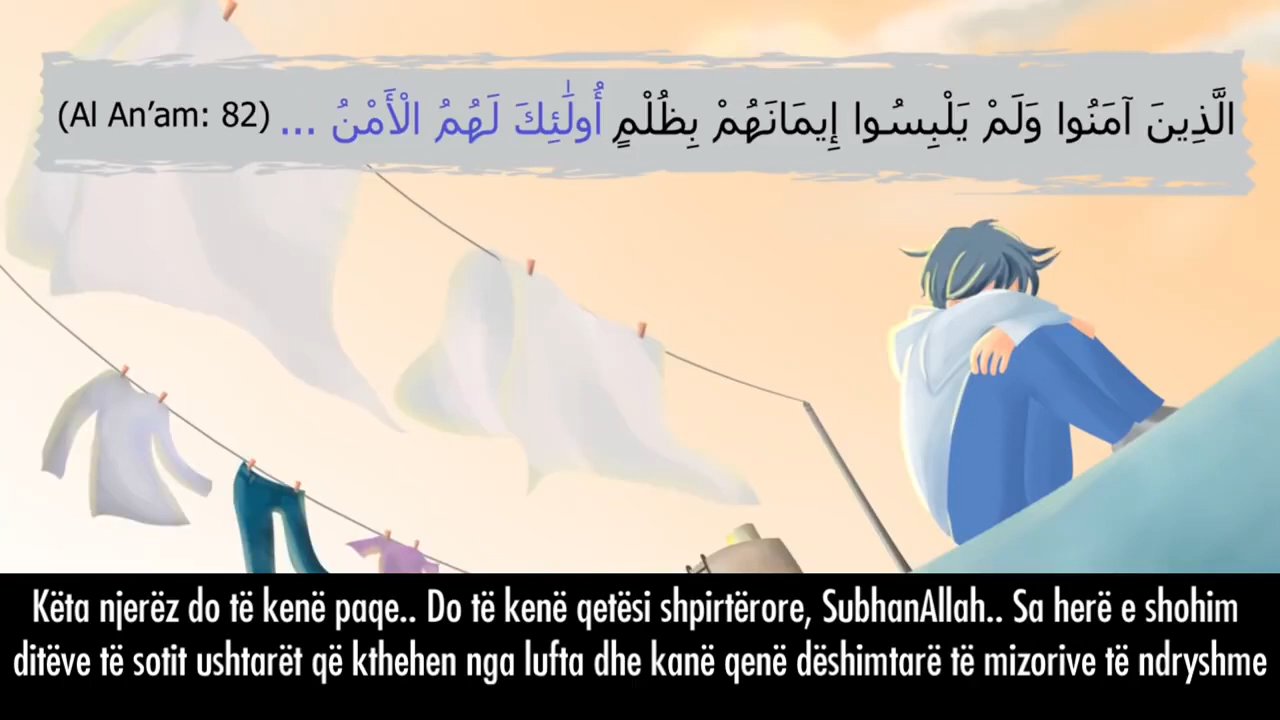 الَّذِينَ آمَنُوا وَلَمْ يَلْبِسُوا إِيمَانَهُمْ بِظُلْمٍ أُولَٰئِكَ لَهُمُ الْأَمْنُ ... (Al An’am: 82)
Këta njerëz do të kenë paqe.. Do të kenë qetësi shpirtërore, SubhanAllah.. Sa herë e shohim
ditëve të sotit ushtarët që kthehen nga lufta dhe kanë qenë dëshimtarë të mizorive të ndryshme